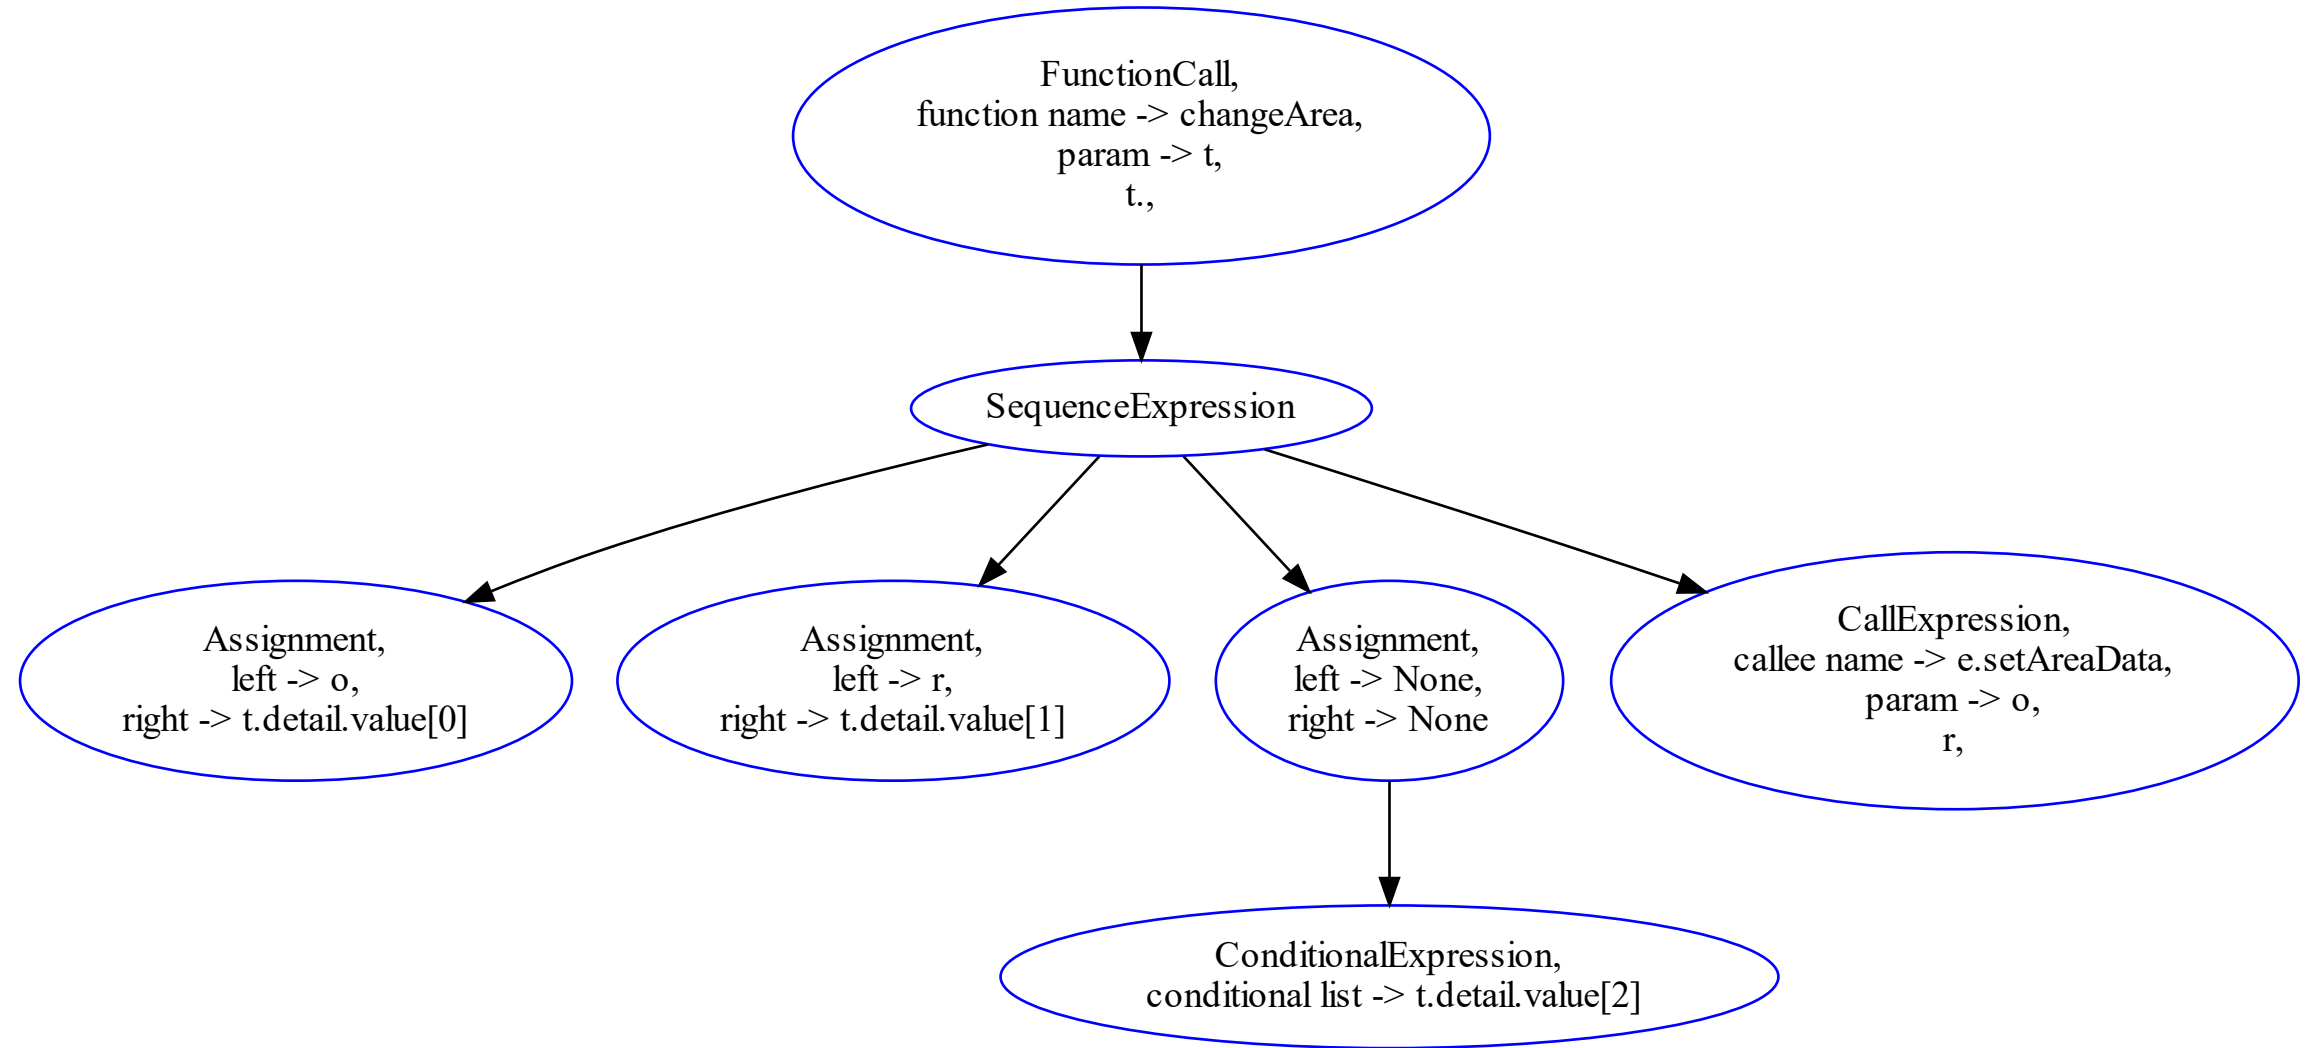 FunctionCall,
function name -> changeArea,
param -> t,
t.,
SequenceExpression
Assignment,
left -> o,
right -> t.detail.value[0]
Assignment,
left -> r,
right -> t.detail.value[1]
Assignment,
left -> None,
right -> None
CallExpression,
callee name -> e.setAreaData,
param -> o,
r,
ConditionalExpression,
conditional list -> t.detail.value[2]